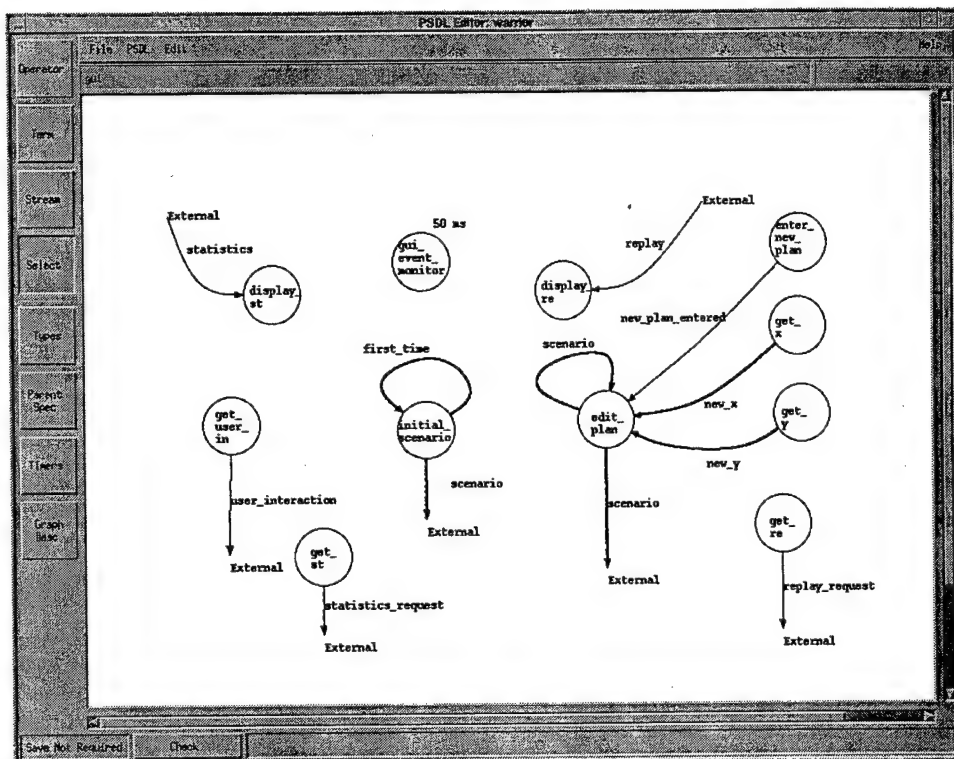 PSDL Editor: warrior
File PSDL Edit
Help
gui
Operator
Term
Stream
Select
Types
Parent
Spec
Timers
Graph
Desc
External
statistics
display_
st
50 ms
gui_
event_
monitor
External
replay
display_
re
enter_
new_
plan
new_plan_entered
get_
x
new_x
get_
y
new_y
first_time
initial_
scenario
scenario
External
scenario
edit_
plan
scenario
External
get_
user_
in
user_interaction
External
get_
st
statistics_request
External
get_
re
replay_request
External
Save Not Required
Check